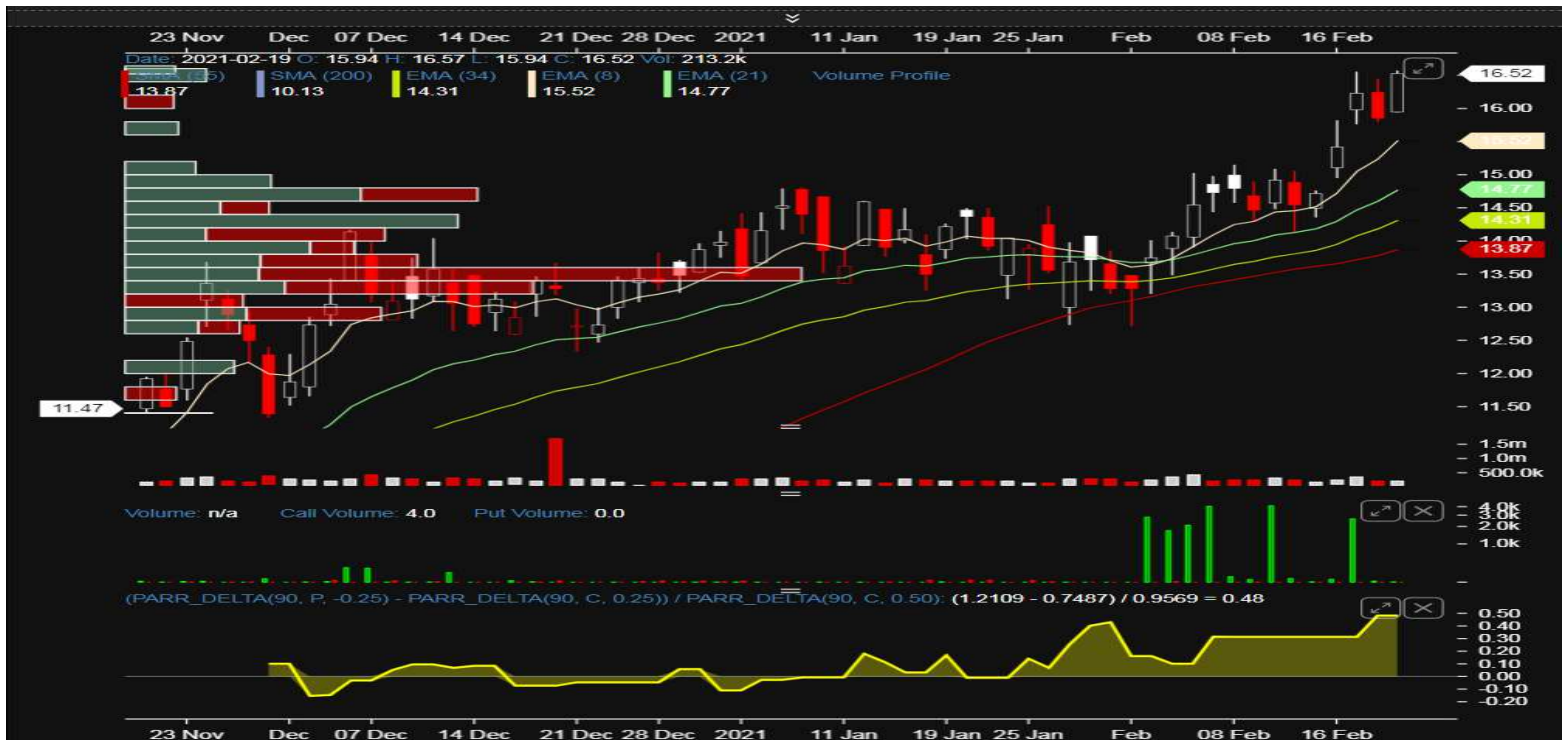 23 Nov Dec 07 Dec 14 Dec 21 Dec 28 Dec 2021 11 Jan 19 Jan 25 Jan Feb 08 Feb 16 Feb
Date: 2021-02-19 O: 15.94 H: 16.57 L: 15.94 C: 16.52 Vol: 213.2k
SMA (200) EMA (34) EMA (8) EMA (21) Volume Profile
13.87 10.13 14.31 15.52 14.77
16.52
16.00
15.52
15.00
14.77
14.50
14.31
14.00
13.87
13.50
13.00
12.50
12.00
11.50
11.47
1.5m
1.0m
500.0k
Volume: n/a Call Volume: 4.0 Put Volume: 0.0
4.0k
3.0k
2.0k
1.0k
(PARR_DELTA(90, P, -0.25) - PARR_DELTA(90, C, 0.25)) / PARR_DELTA(90, C, 0.50): (1.2109 - 0.7487) / 0.9569 = 0.48
0.50
0.40
0.30
0.20
0.10
0.00
-0.10
-0.20
23 Nov Dec 07 Dec 14 Dec 21 Dec 28 Dec 2021 11 Jan 19 Jan 25 Jan Feb 08 Feb 16 Feb